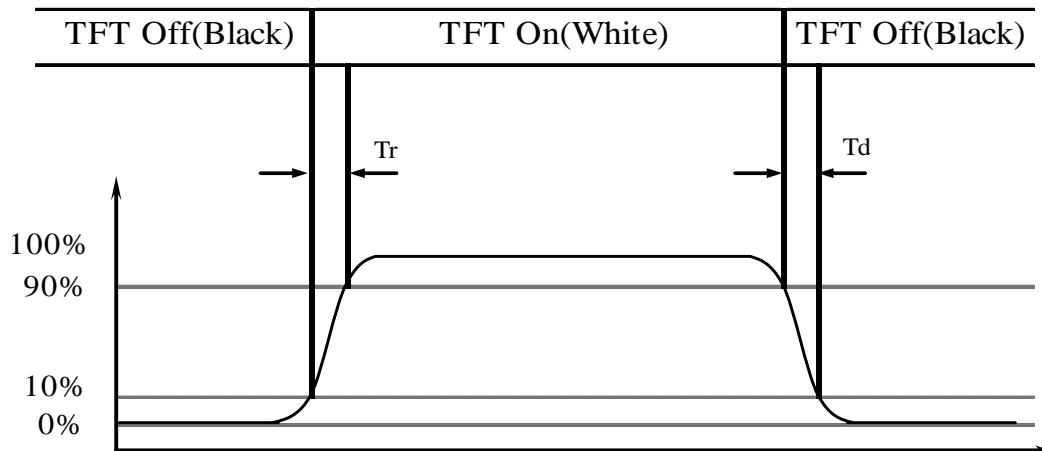 TFT Off(Black) TFT On(White) TFT Off(Black)
Tr Td
100%
90%
10%
0%